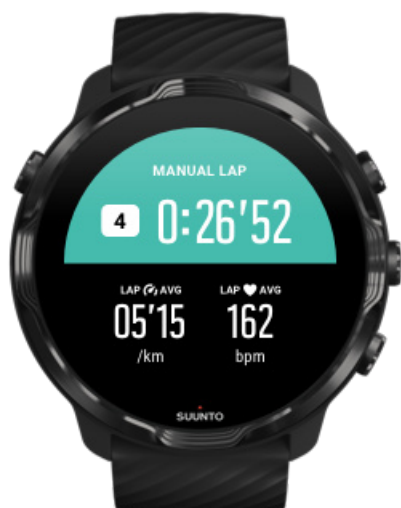 MANUAL LAP
4 0:26'52
LAP AVG LAP AVG
05'15 162
/km bpm
SUUNTO